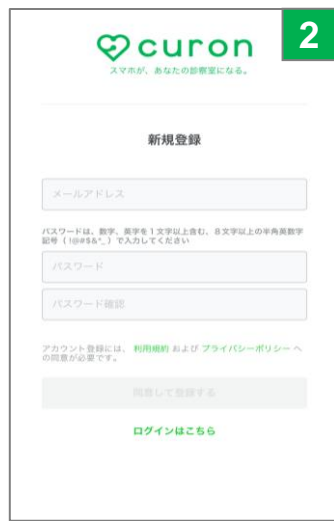 2
curon
スマホが、あなたの診察室になる。
新規登録
メールアドレス
パスワードは、数字、英字を1文字以上含む、8文字以上の半角英数字
記号(!@#$&*_)で入力してください
パスワード
パスワード確認
アカウント登録には、 利用規約 および プライバシーポリシー へ
の同意が必要です。
同意して登録する
ログインはこちら